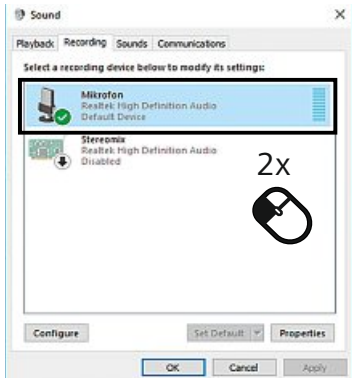 Sound
Playback Recording Sounds Communications
Select a recording device below to modify its settings:
Mikrofon
Realtek High Definition Audio
Default Device
Stereomix
Realtek High Definition Audio
Disabled
2x
Configure Set Default Properties
OK Cancel Apply